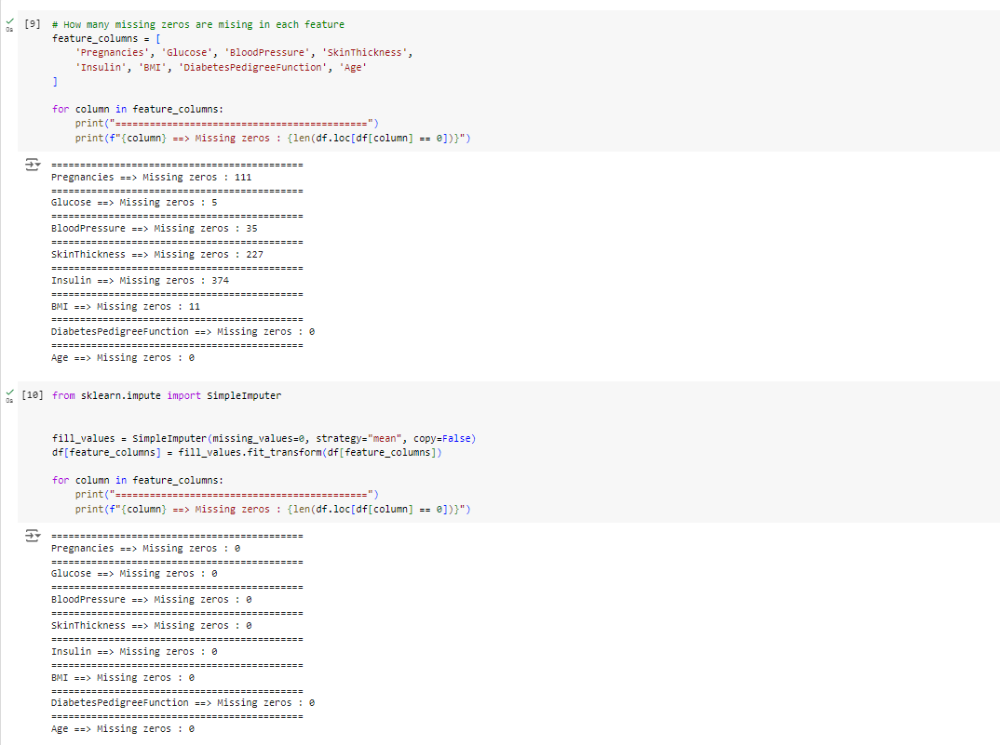 [9] # How many missing zeros are mising in each feature
feature_columns = [
'Pregnancies', 'Glucose', 'BloodPressure', 'SkinThickness',
'Insulin', 'BMI', 'DiabetesPedigreeFunction', 'Age'
]
for column in feature_columns:
print("============================================")
0s
print(f"{column} ==> Missing zeros : {len(df.loc[df[column] == 0])}")
============================================
Pregnancies ==> Missing zeros : 111
============================================
Glucose ==> Missing zeros : 5
============================================
BloodPressure ==> Missing zeros : 35
============================================
SkinThickness ==> Missing zeros : 227
============================================
Insulin ==> Missing zeros : 374
============================================
BMI ==> Missing zeros : 11
============================================
DiabetesPedigreeFunction ==> Missing zeros : 0
============================================
Age ==> Missing zeros : 0
[10] from sklearn.impute import SimpleImputer
0s
fill_values = SimpleImputer(missing_values=0, strategy="mean", copy=False)
df[feature_columns] = fill_values.fit_transform(df[feature_columns])
for column in feature_columns:
print("============================================")
print(f"{column} ==> Missing zeros : {len(df.loc[df[column] == 0])}")
============================================
Pregnancies ==> Missing zeros : 0
============================================
Glucose ==> Missing zeros : 0
============================================
BloodPressure ==> Missing zeros : 0
============================================
SkinThickness ==> Missing zeros : 0
============================================
Insulin ==> Missing zeros : 0
============================================
BMI ==> Missing zeros : 0
============================================
DiabetesPedigreeFunction ==> Missing zeros : 0
============================================
Age ==> Missing zeros : 0